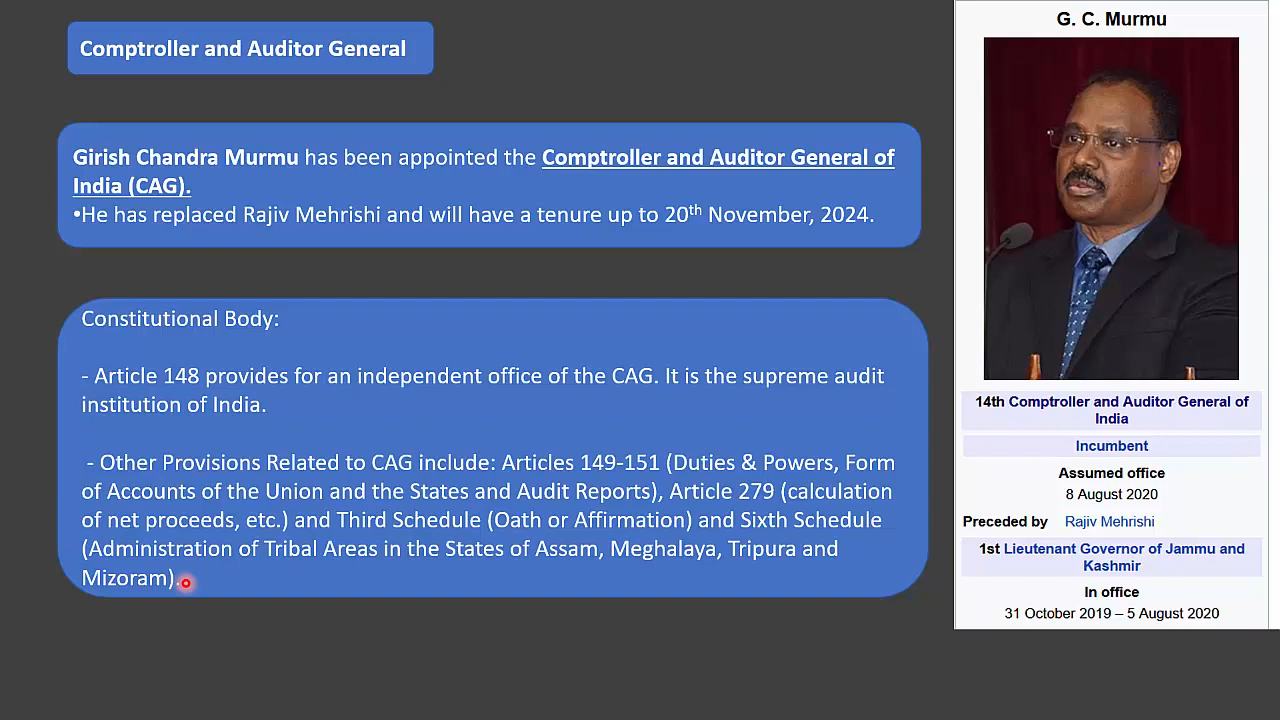 Comptroller and Auditor General
Girish Chandra Murmu has been appointed the Comptroller and Auditor General of
India (CAG).
•He has replaced Rajiv Mehrishi and will have a tenure up to 20th November, 2024.
Constitutional Body:
- Article 148 provides for an independent office of the CAG. It is the supreme audit
institution of India.
- Other Provisions Related to CAG include: Articles 149-151 (Duties & Powers, Form
of Accounts of the Union and the States and Audit Reports), Article 279 (calculation
of net proceeds, etc.) and Third Schedule (Oath or Affirmation) and Sixth Schedule
(Administration of Tribal Areas in the States of Assam, Meghalaya, Tripura and
Mizoram).
G. C. Murmu
14th Comptroller and Auditor General of
India
Incumbent
Assumed office
8 August 2020
Preceded by Rajiv Mehrishi
1st Lieutenant Governor of Jammu and
Kashmir
In office
31 October 2019 – 5 August 2020